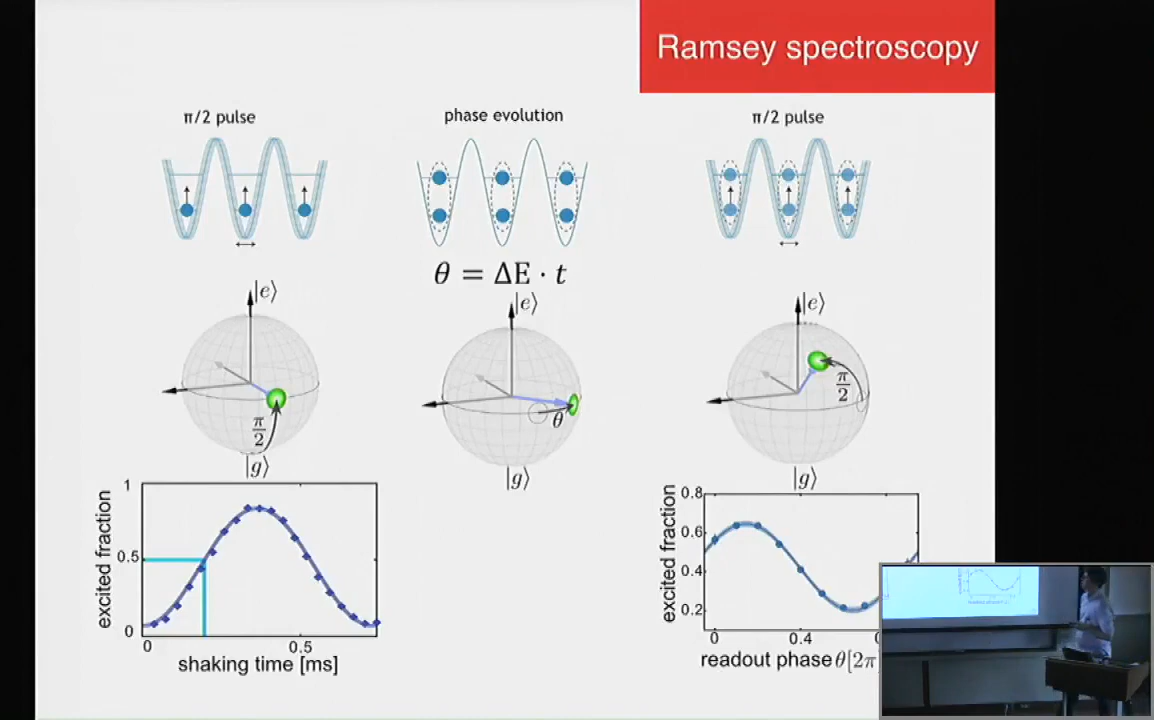 Ramsey spectroscopy
π/2 pulse
phase evolution
π/2 pulse
θ = ΔE · t
|e⟩
|e⟩
|e⟩
π/2
θ
π/2
|g⟩
|g⟩
|g⟩
excited fraction
1
0.5
0
0
0.5
shaking time [ms]
excited fraction
0.8
0.6
0.4
0.2
0
0.4
readout phase θ[2π